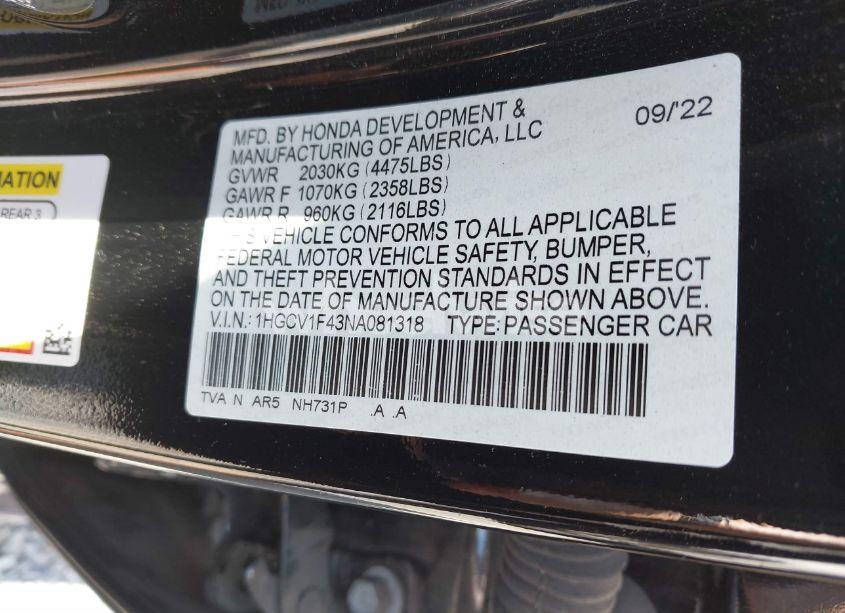 09/'22
MFD. BY HONDA DEVELOPMENT &
MANUFACTURING OF AMERICA, LLC
GVWR 2030KG (4475LBS)
GAWR F 1070KG (2358LBS)
GAWR R 960KG (2116LBS)
THIS VEHICLE CONFORMS TO ALL APPLICABLE
FEDERAL MOTOR VEHICLE SAFETY, BUMPER,
AND THEFT PREVENTION STANDARDS IN EFFECT
ON THE DATE OF MANUFACTURE SHOWN ABOVE.
V.I.N.: 1HGCV1F43NA081318 TYPE: PASSENGER CAR
TVA N AR5 NH731P .A .A
REAR 3